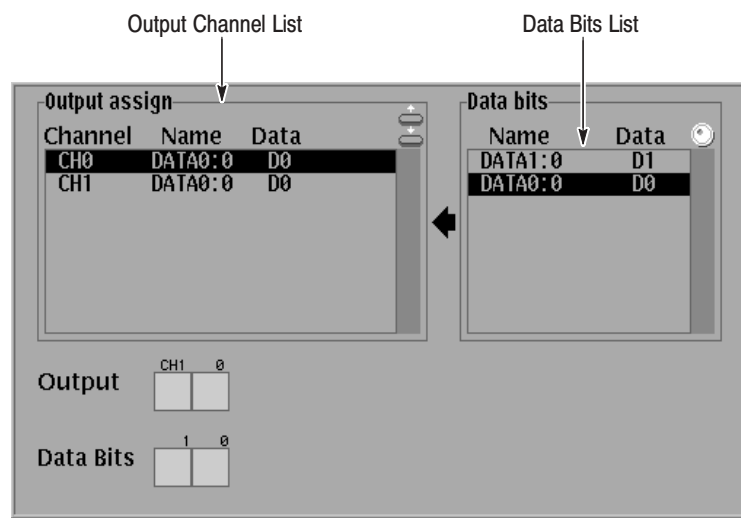 Output Channel List
Data Bits List
Output assign
Channel Name Data
CH0 DATA0:0 D0
CH1 DATA0:0 D0
Data bits
Name Data
DATA1:0 D1
DATA0:0 D0
Output
CH1 0
Data Bits
1 0